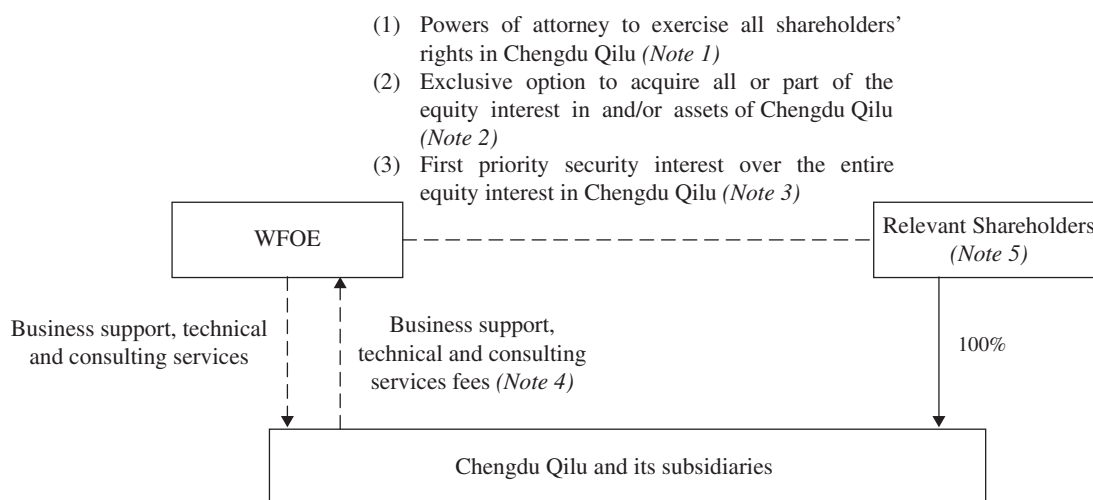 (1) Powers of attorney to exercise all shareholders'
rights in Chengdu Qilu (Note 1)
(2) Exclusive option to acquire all or part of the
equity interest in and/or assets of Chengdu Qilu
(Note 2)
(3) First priority security interest over the entire
equity interest in Chengdu Qilu (Note 3)
WFOE
Relevant Shareholders
(Note 5)
Business support, technical
and consulting services
Business support,
technical and consulting
services fees (Note 4)
100%
Chengdu Qilu and its subsidiaries